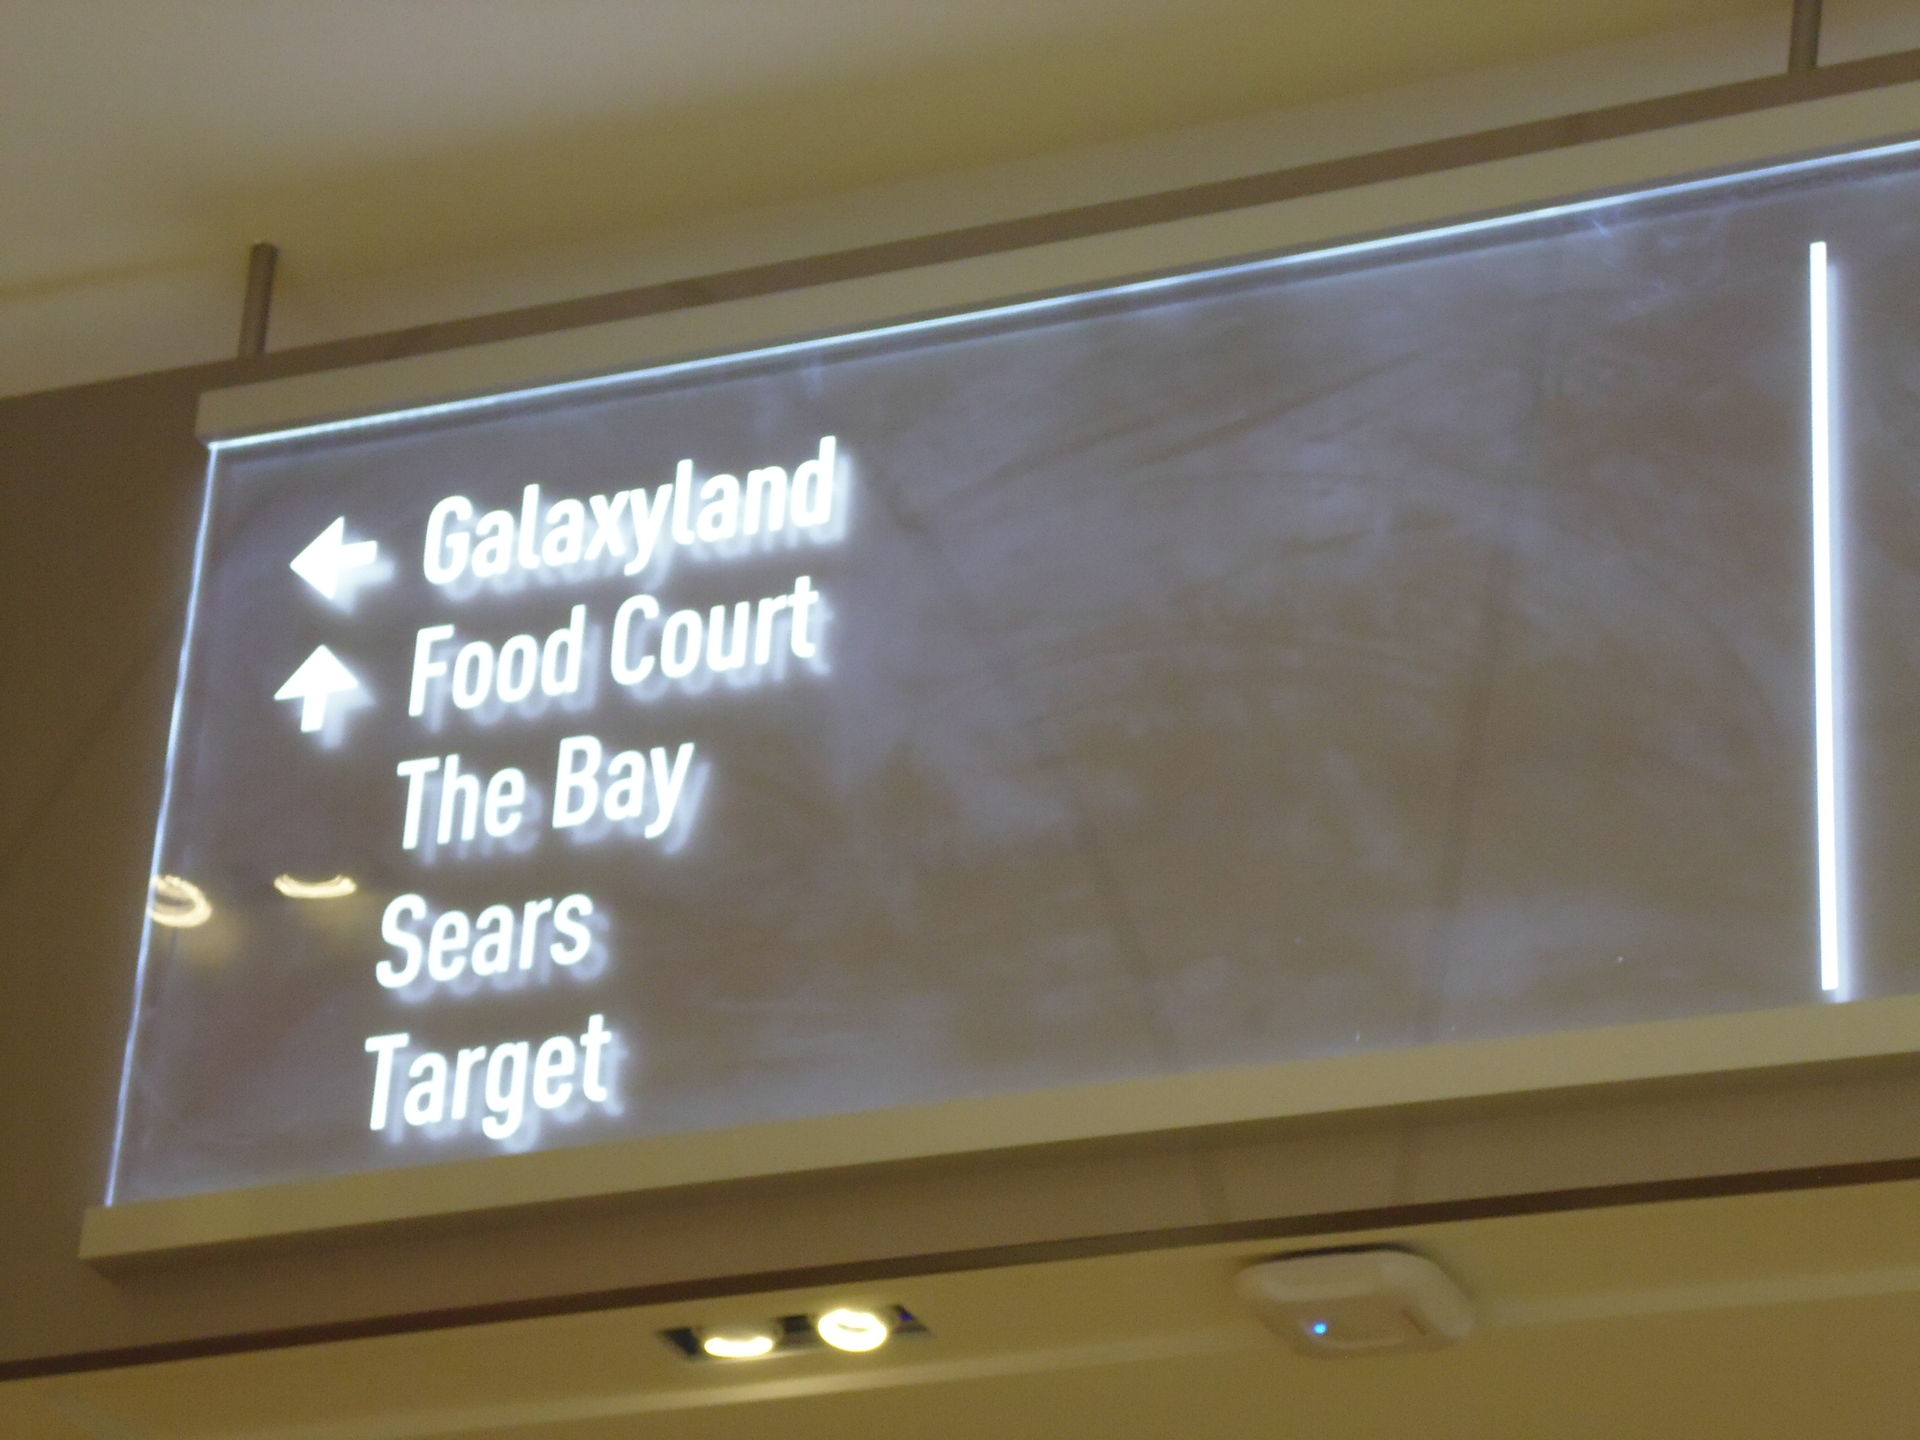 ← Galaxyland
↑ Food Court
The Bay
Sears
Target